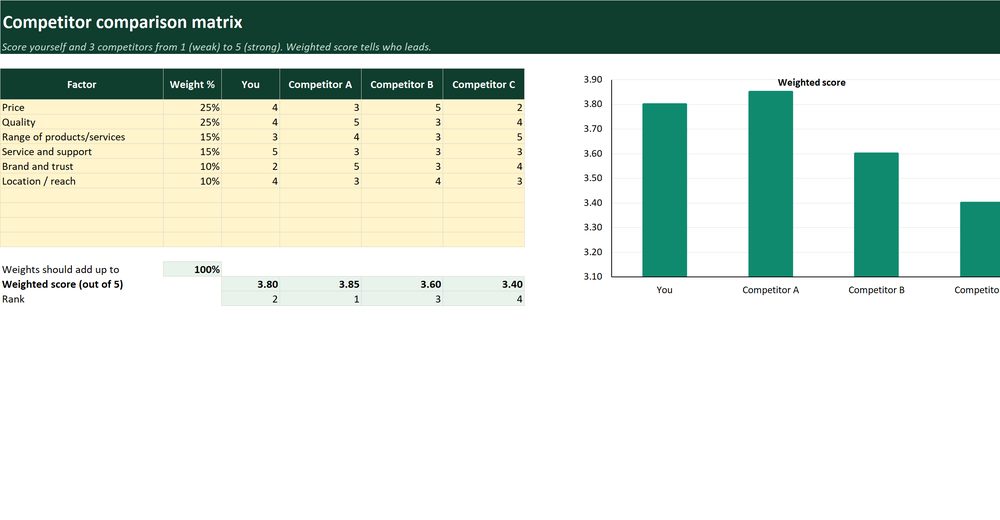 Competitor comparison matrix
Score yourself and 3 competitors from 1 (weak) to 5 (strong). Weighted score tells who leads.
Factor Weight % You Competitor A Competitor B Competitor C
Price 25% 4 3 5 2
Quality 25% 4 5 3 4
Range of products/services 15% 3 4 3 5
Service and support 15% 5 3 3 3
Brand and trust 10% 2 5 3 4
Location / reach 10% 4 3 4 3
Weights should add up to 100%
Weighted score (out of 5) 3.80 3.85 3.60 3.40
Rank 2 1 3 4
Weighted score
3.90
3.80
3.70
3.60
3.50
3.40
3.30
3.20
3.10
You Competitor A Competitor B Competito